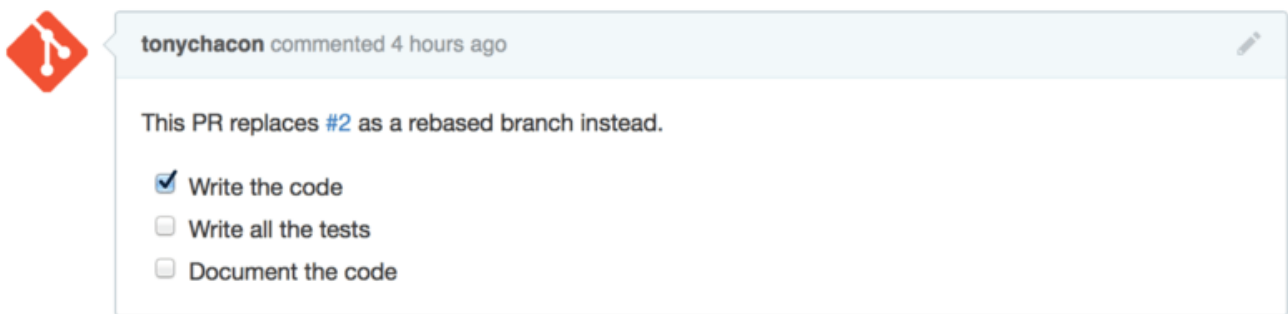 tonychacon commented 4 hours ago
This PR replaces #2 as a rebased branch instead.
Write the code
Write all the tests
Document the code